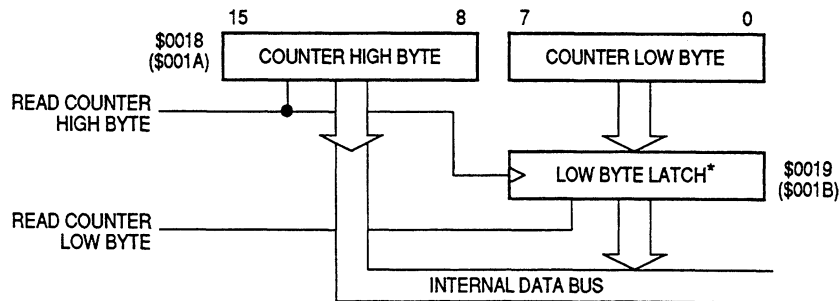 15 8 7 0
$0018
($001A)
COUNTER HIGH BYTE
COUNTER LOW BYTE
READ COUNTER
HIGH BYTE
LOW BYTE LATCH*
$0019
($001B)
READ COUNTER
LOW BYTE
INTERNAL DATA BUS